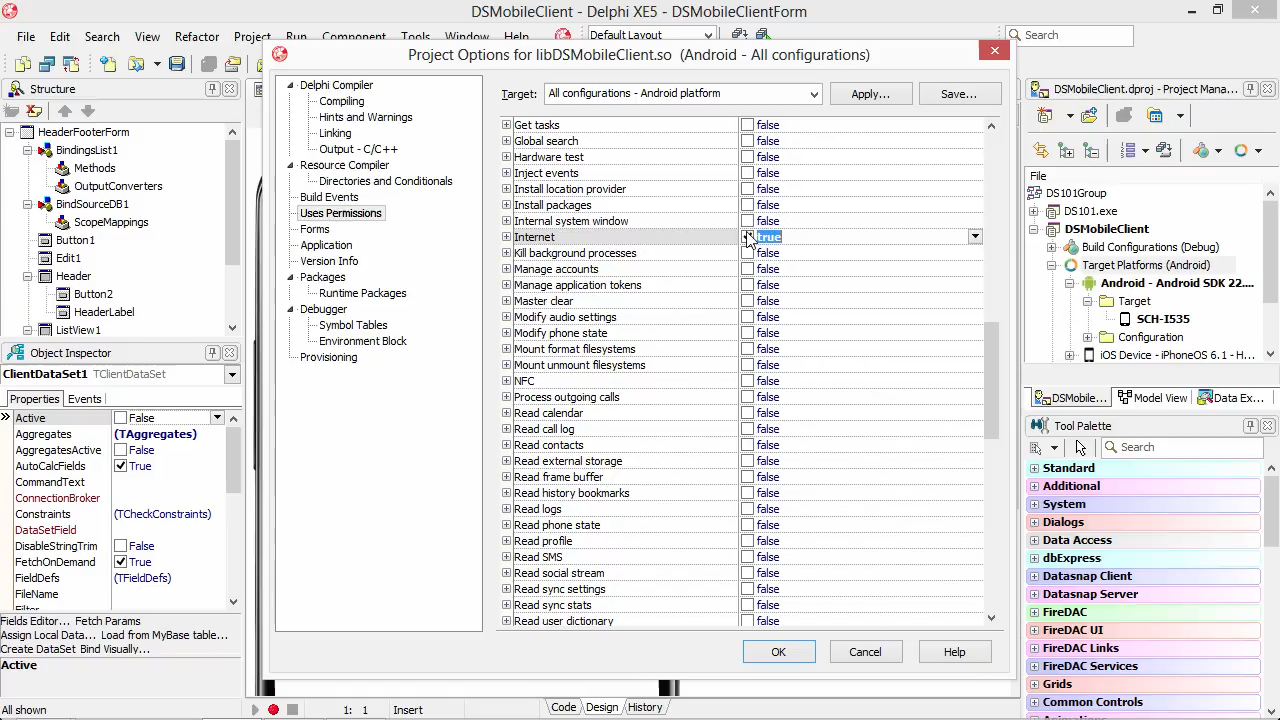 DSMobileClient - Delphi XE5 - DSMobileClientForm
File Edit Search View Refactor Project Run Component Tools Window Help Default Layout Search
Project Options for libDSMobileClient.so (Android - All configurations)
Structure
HeaderFooterForm
BindingsList1
Methods
OutputConverters
BindSourceDB1
ScopeMappings
Button1
Edit1
Header
Button2
HeaderLabel
ListView1
Object Inspector
ClientDataSet1 TClientDataSet
Properties Events
Active False
Aggregates (TAggregates)
AggregatesActive False
AutoCalcFields True
CommandText
ConnectionBroker
Constraints (TCheckConstraints)
DataSetField
DisableStringTrim False
FetchOnDemand True
FieldDefs (TFieldDefs)
FileName
Filter
Fields Editor... Fetch Params
Assign Local Data... Load from MyBase table...
Create DataSet Bind Visually...
Active
All shown
Delphi Compiler
Compiling
Hints and Warnings
Linking
Output - C/C++
Resource Compiler
Directories and Conditionals
Build Events
Uses Permissions
Forms
Application
Version Info
Packages
Runtime Packages
Debugger
Symbol Tables
Environment Block
Provisioning
Target: All configurations - Android platform Apply... Save...
Get tasks false
Global search false
Hardware test false
Inject events false
Install location provider false
Install packages false
Internal system window false
Internet true
Kill background processes false
Manage accounts false
Manage application tokens false
Master clear false
Modify audio settings false
Modify phone state false
Mount format filesystems false
Mount unmount filesystems false
NFC false
Process outgoing calls false
Read calendar false
Read call log false
Read contacts false
Read external storage false
Read frame buffer false
Read history bookmarks false
Read logs false
Read phone state false
Read profile false
Read SMS false
Read social stream false
Read sync settings false
Read sync stats false
Read user dictionary false
OK Cancel Help
1: 1 Insert Code Design History
DSMobileClient.dproj - Project Mana...
File
DS101Group
DS101.exe
DSMobileClient
Build Configurations (Debug)
Target Platforms (Android)
Android - Android SDK 22....
Target
SCH-I535
Configuration
iOS Device - iPhoneOS 6.1 - H...
DSMobile... Model View Data Ex...
Tool Palette
Search
Standard
Additional
System
Dialogs
Data Access
dbExpress
Datasnap Client
Datasnap Server
FireDAC
FireDAC UI
FireDAC Links
FireDAC Services
Grids
Common Controls